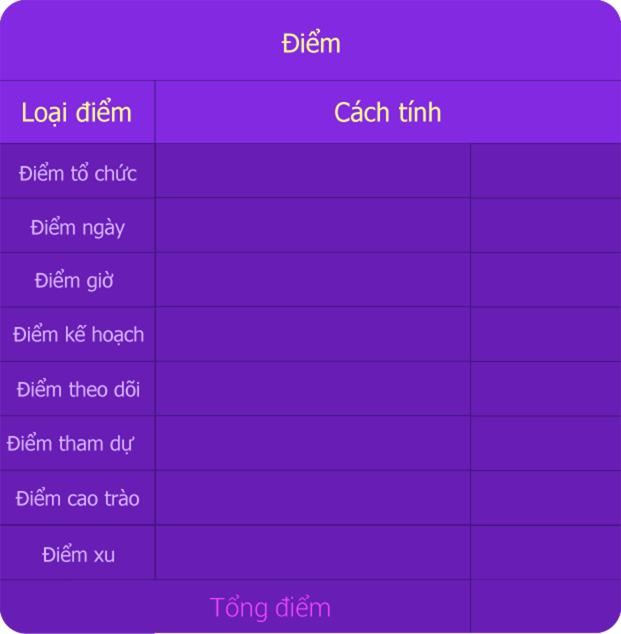 Điểm
Loại điểm
Cách tính
Điểm tổ chức
Điểm ngày
Điểm giờ
Điểm kế hoạch
Điểm theo dõi
Điểm tham dự
Điểm cao trào
Điểm xu
Tổng điểm